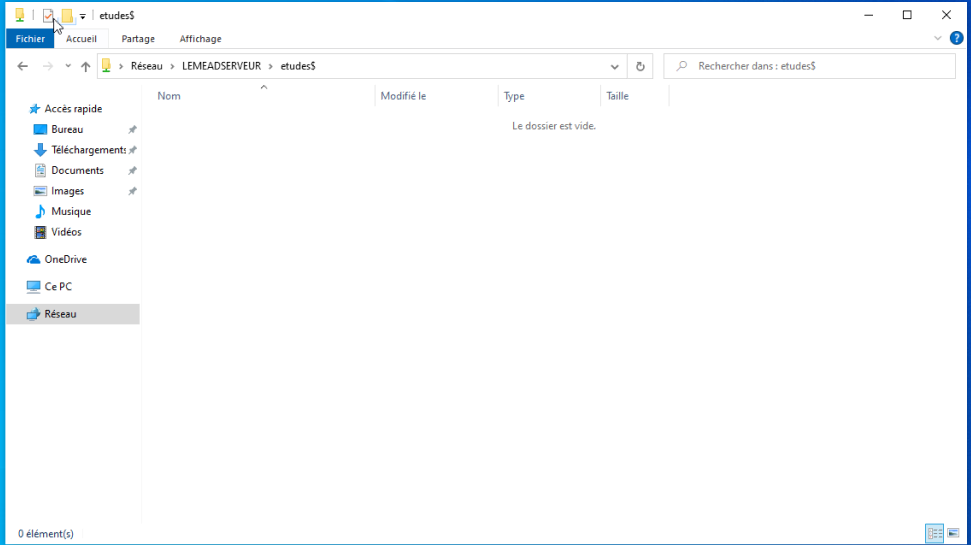 etudes$
Fichier Accueil Partage Affichage
Réseau > LEMEADSERVEUR > etudes$
Rechercher dans : etudes$
Nom Modifié le Type Taille
Le dossier est vide.
Accès rapide
Bureau
Téléchargements
Documents
Images
Musique
Vidéos
OneDrive
Ce PC
Réseau
0 élément(s)